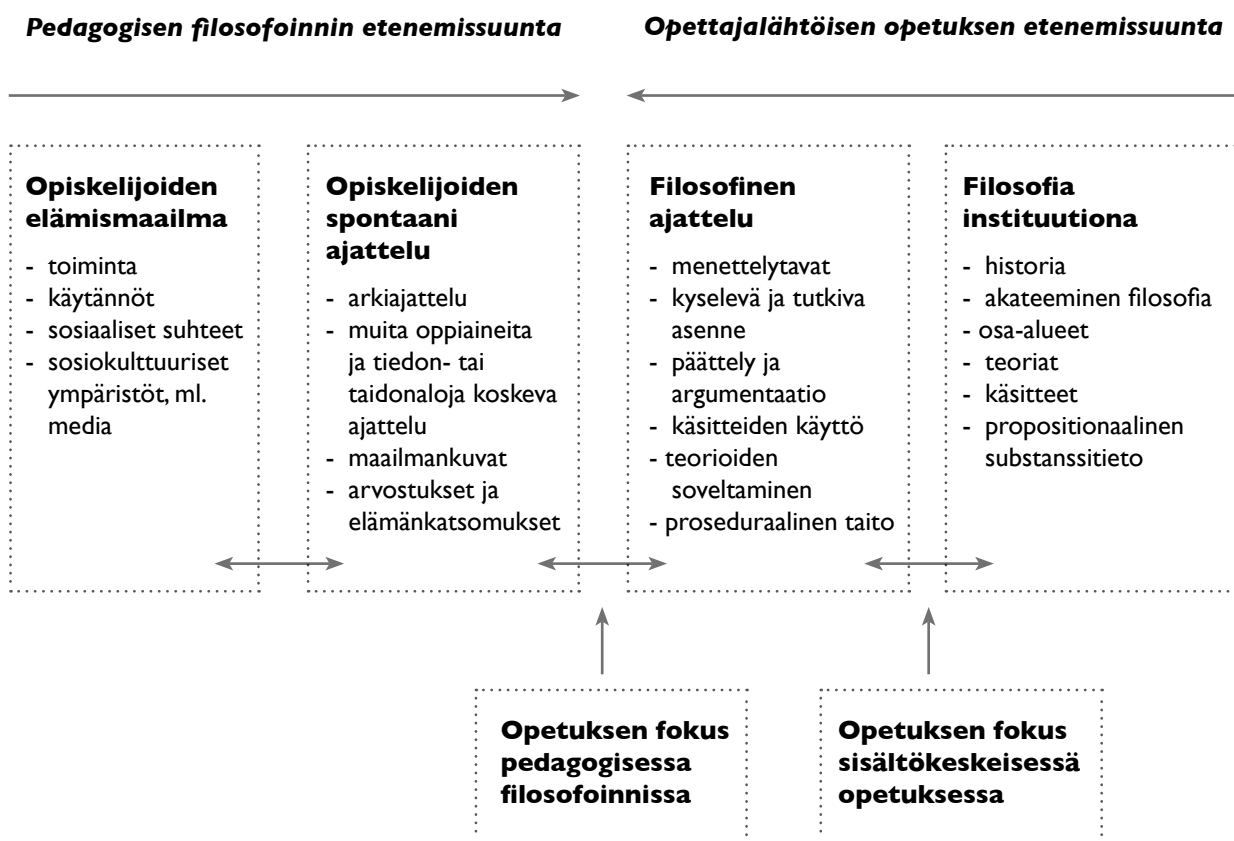 Pedagogisen filosofoinnin etenemissuunta
Opettajalähtöisen opetuksen etenemissuunta
Opiskelijoiden
elämismaailma
- toiminta
- käytännöt
- sosiaaliset suhteet
- sosiokulttuuriset
ympäristöt, ml.
media
Opiskelijoiden
spontaani
ajattelu
- arkiajattelu
- muita oppiaineita
ja tiedon- tai
taidonaloja koskeva
ajattelu
- maailmankuvat
- arvostukset ja
elämänkatsomukset
Filosofinen
ajattelu
- menettelytavat
- kyselevä ja tutkiva
asenne
- päättely ja
argumentaatio
- käsitteiden käyttö
- teorioiden
soveltaminen
- proseduraalinen taito
Filosofia
instituutiona
- historia
- akateeminen filosofia
- osa-alueet
- teoriat
- käsitteet
- propositionaalinen
substanssitieto
Opetuksen fokus
pedagogisessa
filosofoinnissa
Opetuksen fokus
sisältökeskeisessä
opetuksessa